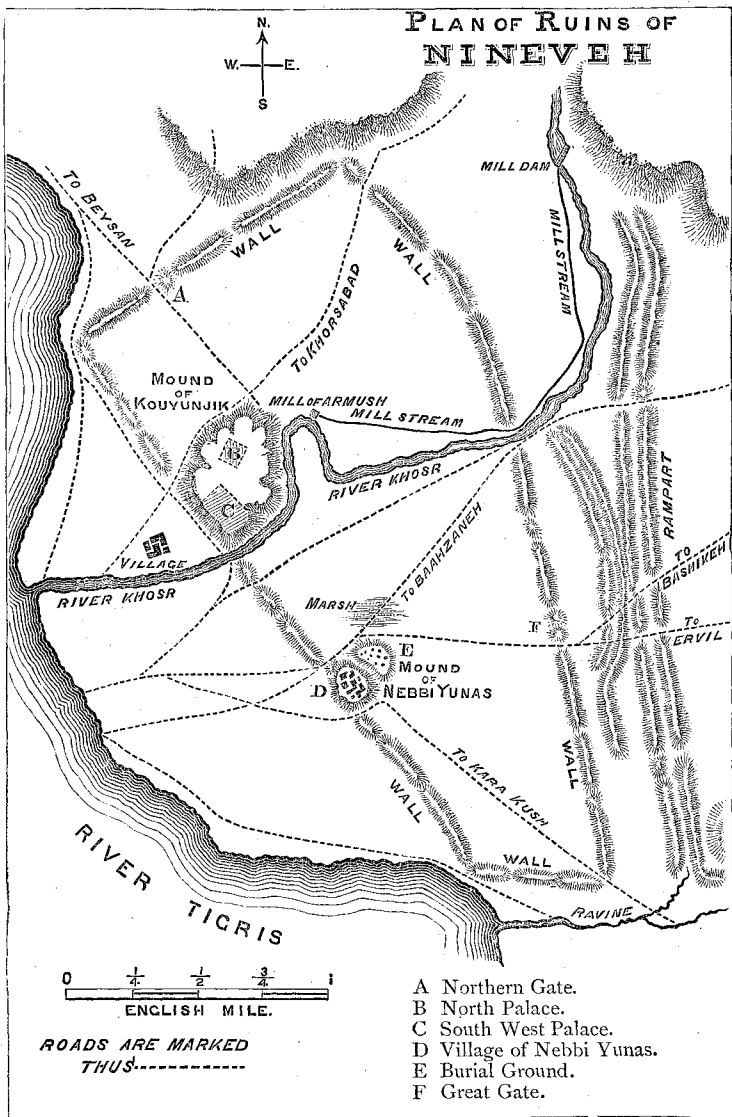 PLAN OF RUINS OF
NINEVEH
N.
W. E.
S
MILL DAM
TO BEYSAN
WALL
WALL
MILL STREAM
A
TO KHORSABAD
MOUND
OF
KOUYUNJIK
MILL OF ARMUSH
MILL STREAM
B
RIVER KHOSR
RAMPART
C
VILLAGE
TO BAAHZANEH
TO
BASHIKEH
RIVER KHOSR
MARSH
F
TO
ERVIL
E
MOUND
OF
NEBBI YUNAS
D
TO KARA KUSH
WALL
WALL
WALL
RAVINE
RIVER TIGRIS
0 1/4 1/2 3/4 1
ENGLISH MILE.
ROADS ARE MARKED
THUS
A Northern Gate.
B North Palace.
C South West Palace.
D Village of Nebbi Yunas.
E Burial Ground.
F Great Gate.